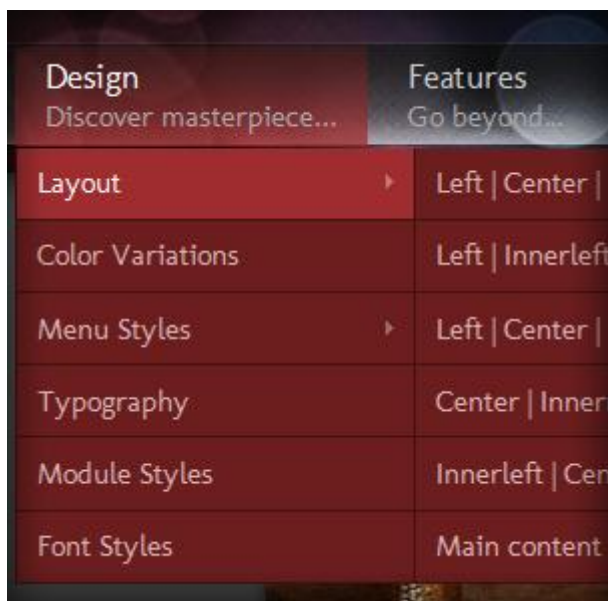 Design
Discover masterpiece...
Features
Go beyond...
Layout
Color Variations
Menu Styles
Typography
Module Styles
Font Styles
Left | Center |
Left | Innerleft
Left | Center |
Center | Inner
Innerleft | Cen
Main content